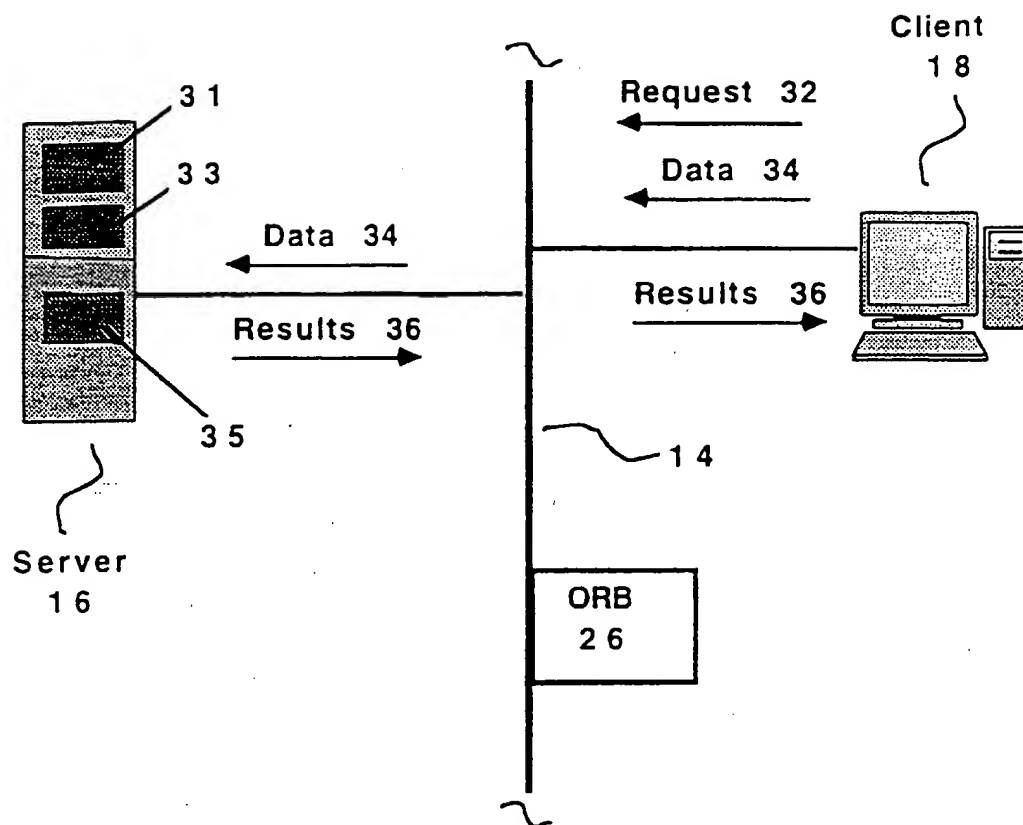 Client
18
Request 32
Data 34
31
33
Data 34
Results 36
Results 36
35
14
Server
16
ORB
26